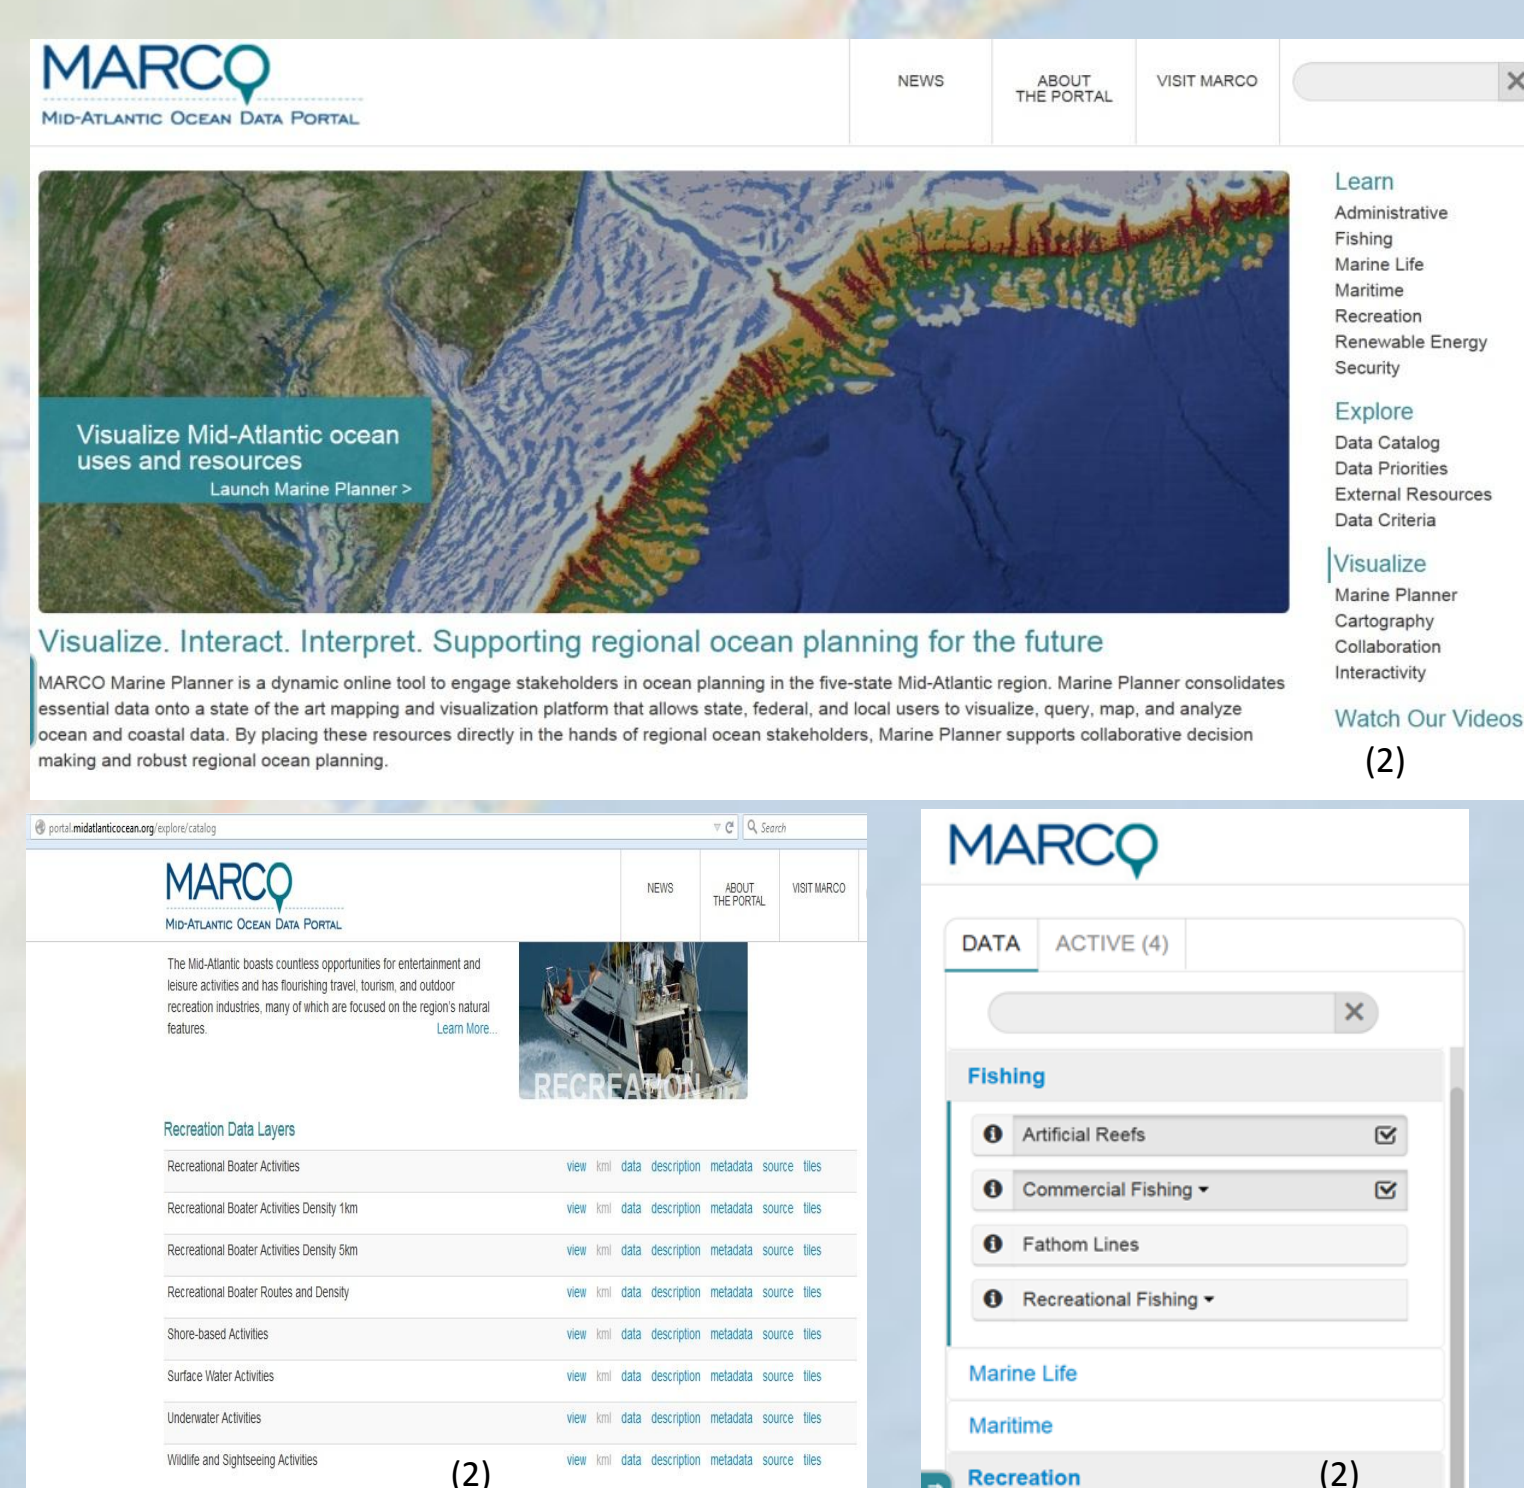 MARCO
MID-ATLANTIC OCEAN DATA PORTAL
NEWS
ABOUT
THE PORTAL
VISIT MARCO
Visualize Mid-Atlantic ocean
uses and resources
Launch Marine Planner >
Visualize. Interact. Interpret. Supporting regional ocean planning for the future
MARCO Marine Planner is a dynamic online tool to engage stakeholders in ocean planning in the five-state Mid-Atlantic region. Marine Planner consolidates
essential data onto a state of the art mapping and visualization platform that allows state, federal, and local users to visualize, query, map, and analyze
ocean and coastal data. By placing these resources directly in the hands of regional ocean stakeholders, Marine Planner supports collaborative decision
making and robust regional ocean planning.
Learn
Administrative
Fishing
Marine Life
Maritime
Recreation
Renewable Energy
Security
Explore
Data Catalog
Data Priorities
External Resources
Data Criteria
Visualize
Marine Planner
Cartography
Collaboration
Interactivity
Watch Our Videos
(2)
portal.midatlanticocean.org/explore/catalog
Search
MARCO
MID-ATLANTIC OCEAN DATA PORTAL
NEWS
ABOUT
THE PORTAL
VISIT MARCO
The Mid-Atlantic boasts countless opportunities for entertainment and
leisure activities and has flourishing travel, tourism, and outdoor
recreation industries, many of which are focused on the region's natural
features. Learn More...
RECREATION
Recreation Data Layers
Recreational Boater Activities view kml data description metadata source tiles
Recreational Boater Activities Density 1km view kml data description metadata source tiles
Recreational Boater Activities Density 5km view kml data description metadata source tiles
Recreational Boater Routes and Density view kml data description metadata source tiles
Shore-based Activities view kml data description metadata source tiles
Surface Water Activities view kml data description metadata source tiles
Underwater Activities view kml data description metadata source tiles
Wildlife and Sightseeing Activities view kml data description metadata source tiles
(2)
MARCO
DATA ACTIVE (4)
Fishing
Artificial Reefs
Commercial Fishing
Fathom Lines
Recreational Fishing
Marine Life
Maritime
Recreation
(2)